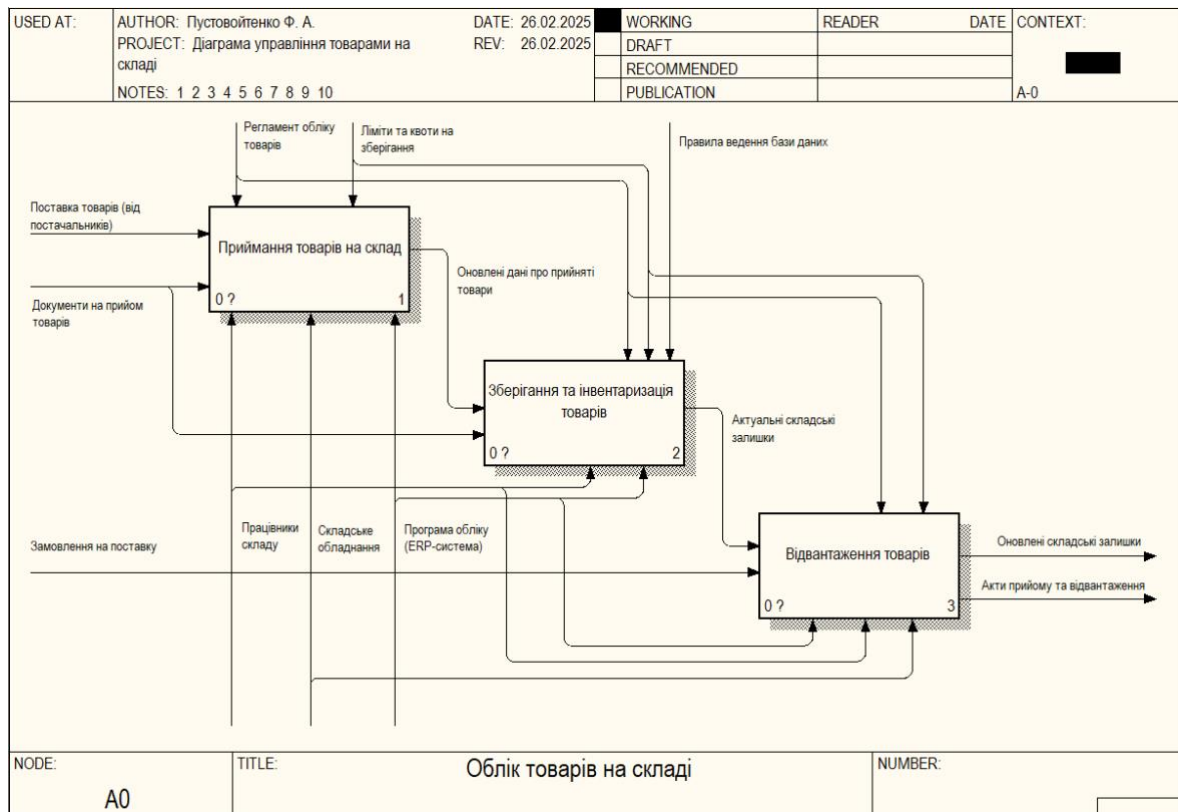 USED AT:
AUTHOR: Пустовойтенко Ф. А.
DATE: 26.02.2025
PROJECT: Діаграма управління товарами на
складі
REV: 26.02.2025
NOTES: 1 2 3 4 5 6 7 8 9 10
WORKING
DRAFT
RECOMMENDED
PUBLICATION
READER
DATE
CONTEXT:
A-0
Регламент обліку
товарів
Ліміти та квоти на
зберігання
Правила ведення бази даних
Поставка товарів (від
постачальників)
Приймання товарів на склад
0 ?
1
Документи на прийом
товарів
Оновлені дані про прийняті
товари
Зберігання та інвентаризація
товарів
0 ?
2
Актуальні складські
залишки
Замовлення на поставку
Працівники
складу
Складське
обладнання
Програма обліку
(ERP-система)
Відвантаження товарів
0 ?
3
Оновлені складські залишки
Акти прийому та відвантаження
NODE:
A0
TITLE:
Облік товарів на складі
NUMBER: